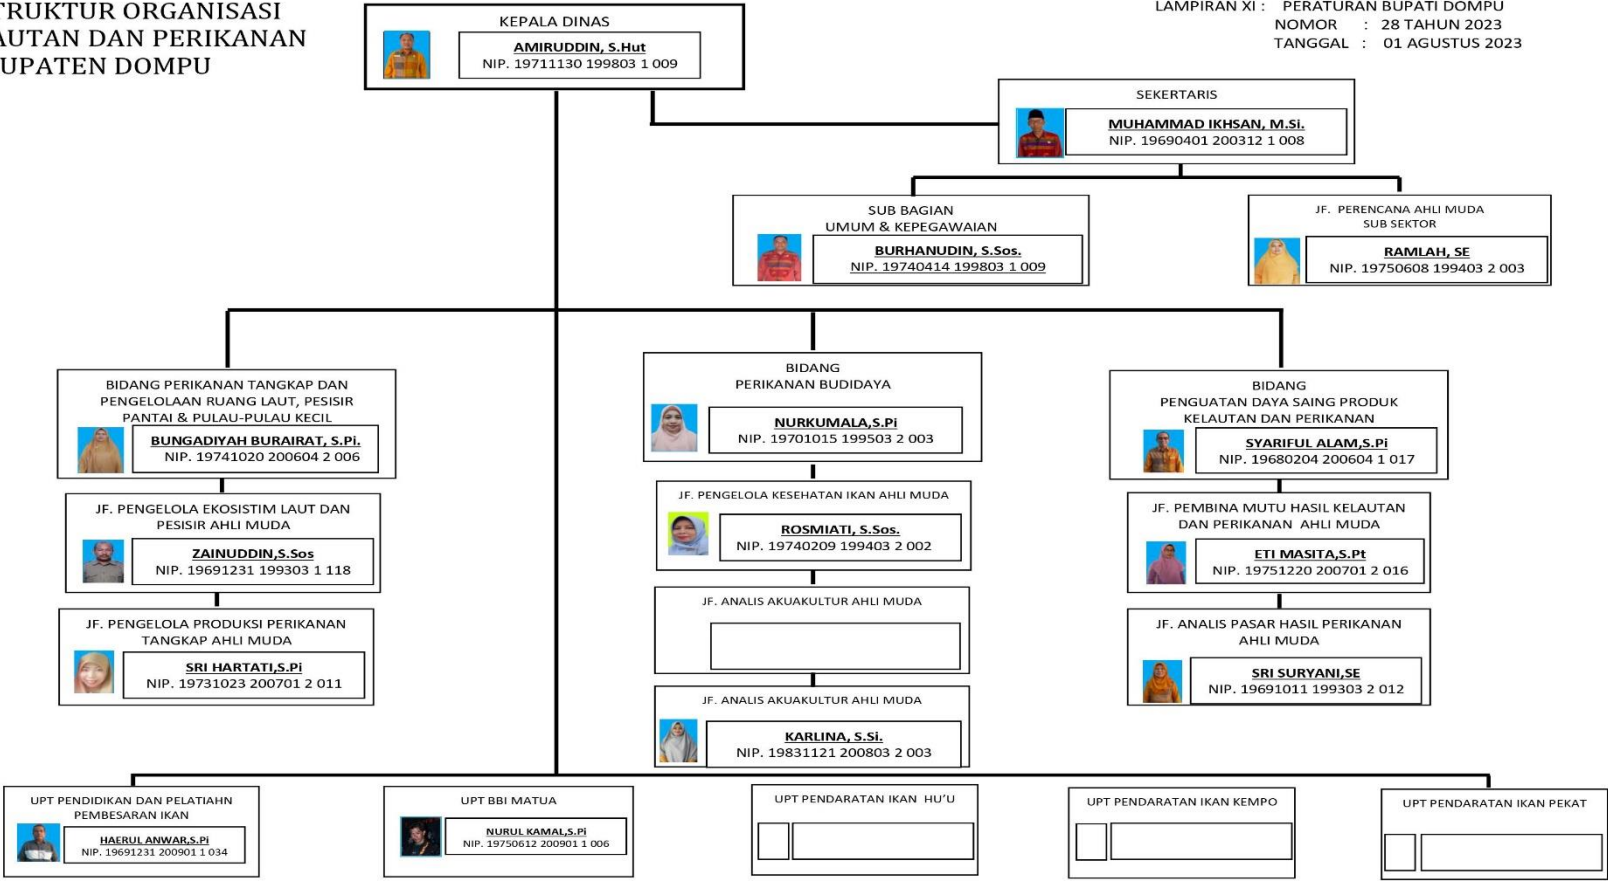 TRUKTUR ORGANISASI
AUTAN DAN PERIKANAN
UPATEN DOMPU
LAMPIRAN XI : PERATURAN BUPATI DOMPU
NOMOR : 28 TAHUN 2023
TANGGAL : 01 AGUSTUS 2023
KEPALA DINAS
AMIRUDDIN, S.Hut
NIP. 19711130 199803 1 009
SEKERTARIS
MUHAMMAD IKHSAN, M.Si.
NIP. 19690401 200312 1 008
SUB BAGIAN
UMUM & KEPEGAWAIAN
BURHANUDIN, S.Sos.
NIP. 19740414 199803 1 009
JF. PERENCANA AHLI MUDA
SUB SEKTOR
RAMLAH, SE
NIP. 19750608 199403 2 003
BIDANG PERIKANAN TANGKAP DAN
PENGELOLAAN RUANG LAUT, PESISIR
PANTAI & PULAU-PULAU KECIL
BUNGADIYAH BURAIRAT, S.Pi.
NIP. 19741020 200604 2 006
JF. PENGELOLA EKOSISTIM LAUT DAN
PESISIR AHLI MUDA
ZAINUDDIN,S.Sos
NIP. 19691231 199303 1 118
JF. PENGELOLA PRODUKSI PERIKANAN
TANGKAP AHLI MUDA
SRI HARTATI,S.Pi
NIP. 19731023 200701 2 011
BIDANG
PERIKANAN BUDIDAYA
NURKUMALA,S.Pi
NIP. 19701015 199503 2 003
JF. PENGELOLA KESEHATAN IKAN AHLI MUDA
ROSMIATI, S.Sos.
NIP. 19740209 199403 2 002
JF. ANALIS AKUAKULTUR AHLI MUDA
JF. ANALIS AKUAKULTUR AHLI MUDA
KARLINA, S.Si.
NIP. 19831121 200803 2 003
BIDANG
PENGUATAN DAYA SAING PRODUK
KELAUTAN DAN PERIKANAN
SYARIFUL ALAM,S.Pi
NIP. 19680204 200604 1 017
JF. PEMBINA MUTU HASIL KELAUTAN
DAN PERIKANAN AHLI MUDA
ETI MASITA,S.Pt
NIP. 19751220 200701 2 016
JF. ANALIS PASAR HASIL PERIKANAN
AHLI MUDA
SRI SURYANI,SE
NIP. 19691011 199303 2 012
UPT PENDIDIKAN DAN PELATIAHN
PEMBESARAN IKAN
HAERUL ANWAR,S.Pi
NIP. 19691231 200901 1 034
UPT BBI MATUA
NURUL KAMAL,S.Pi
NIP. 19750612 200901 1 006
UPT PENDARATAN IKAN HU'U
UPT PENDARATAN IKAN KEMPO
UPT PENDARATAN IKAN PEKAT